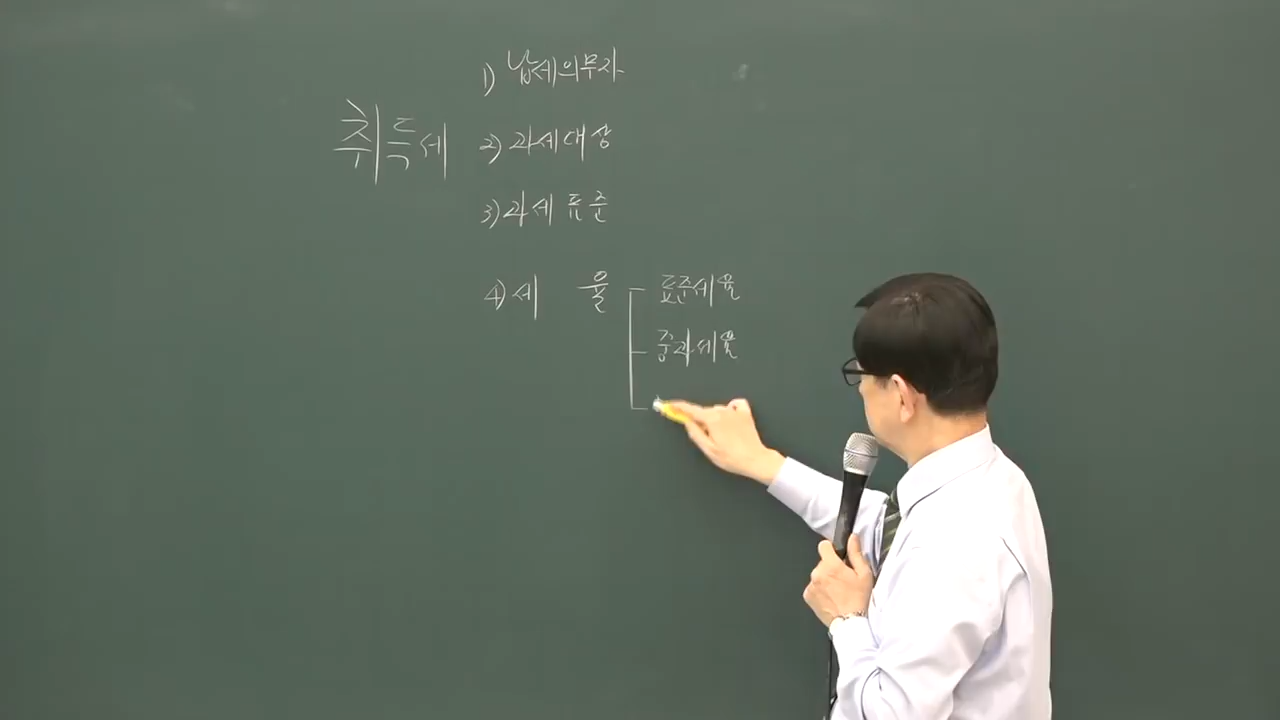 취득세
1) 납세의무자
2) 과세대상
3) 과세표준
4) 세 율
표준세율
중과세율